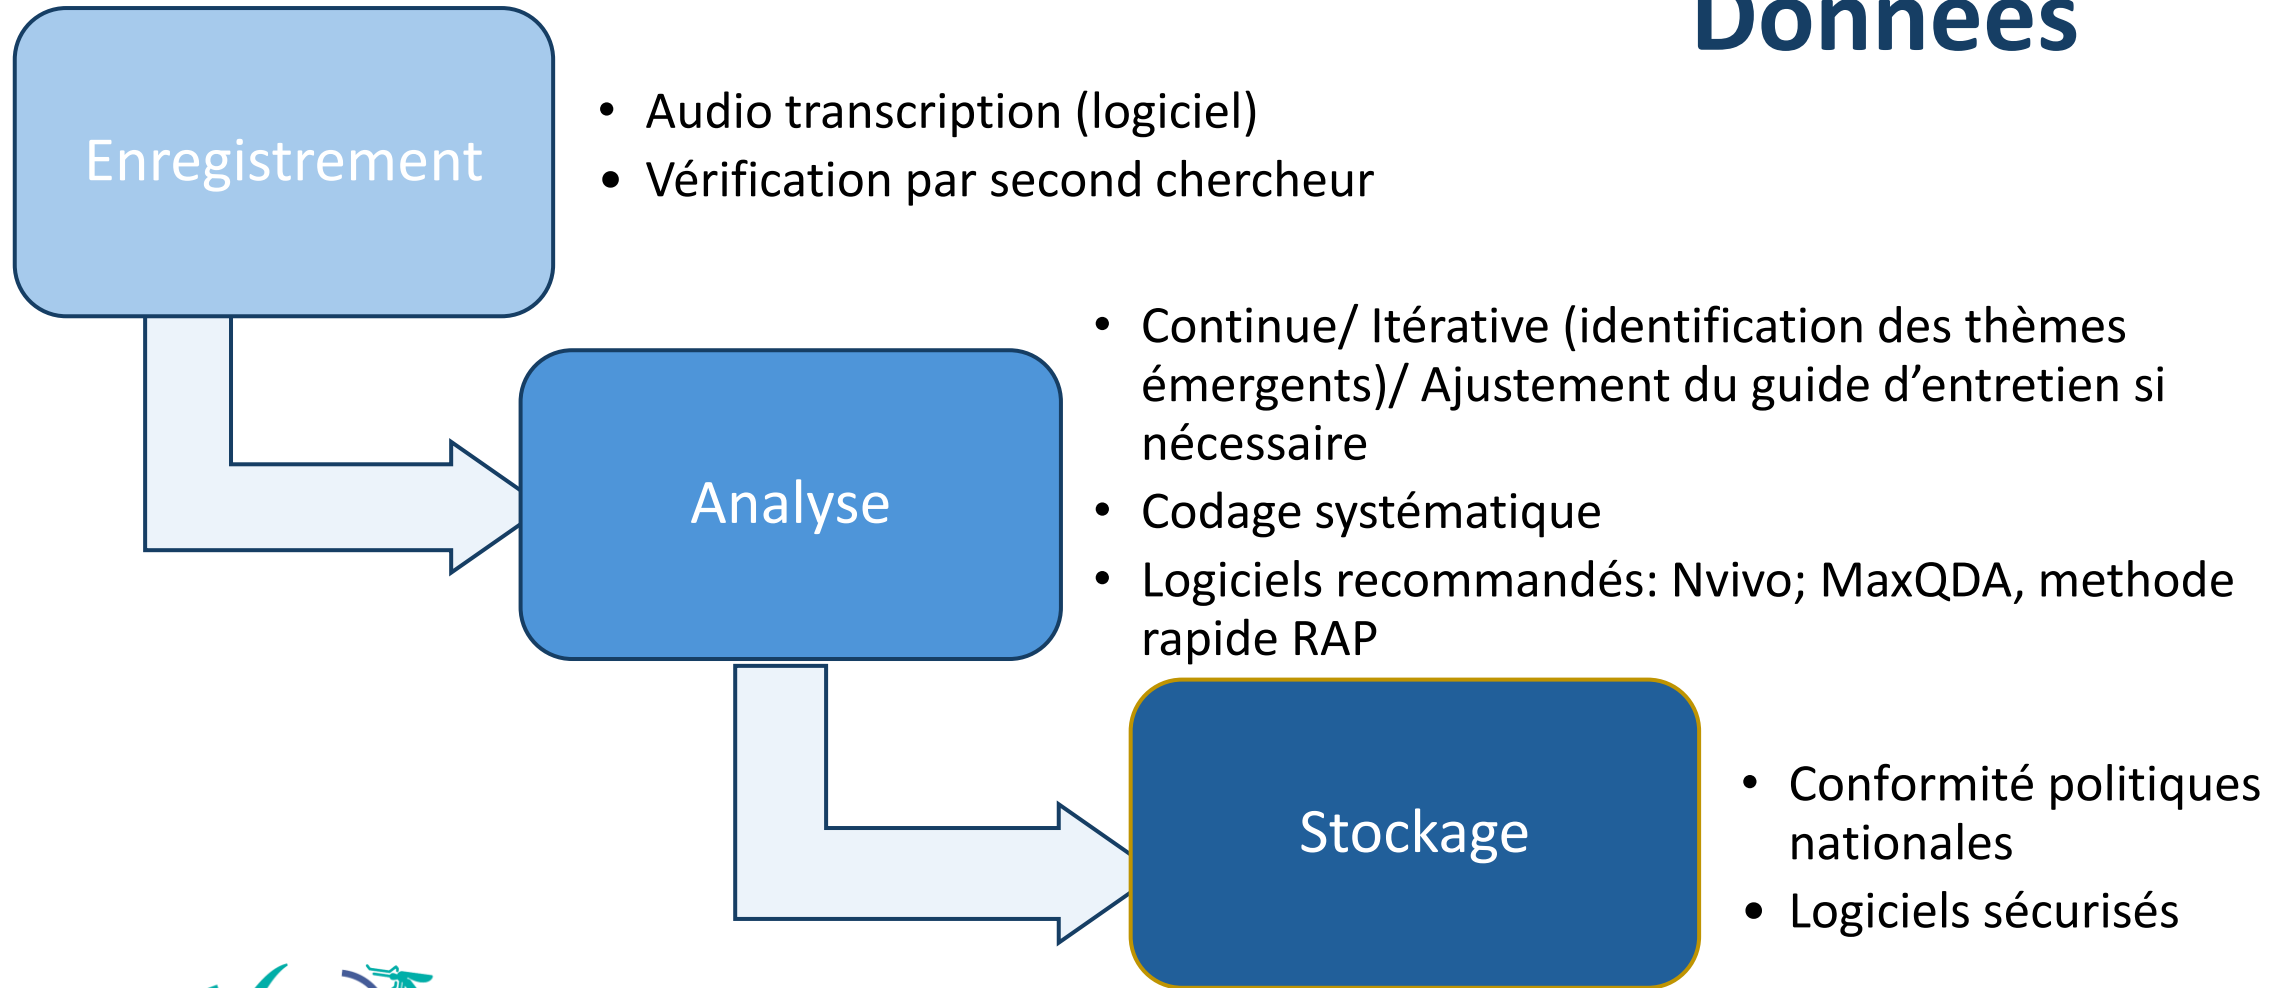 Données
Enregistrement
• Audio transcription (logiciel)
• Vérification par second chercheur
Analyse
• Continue/ Itérative (identification des thèmes
émergents)/ Ajustement du guide d’entretien si
nécessaire
• Codage systématique
• Logiciels recommandés: Nvivo; MaxQDA, methode
rapide RAP
Stockage
• Conformité politiques
nationales
• Logiciels sécurisés